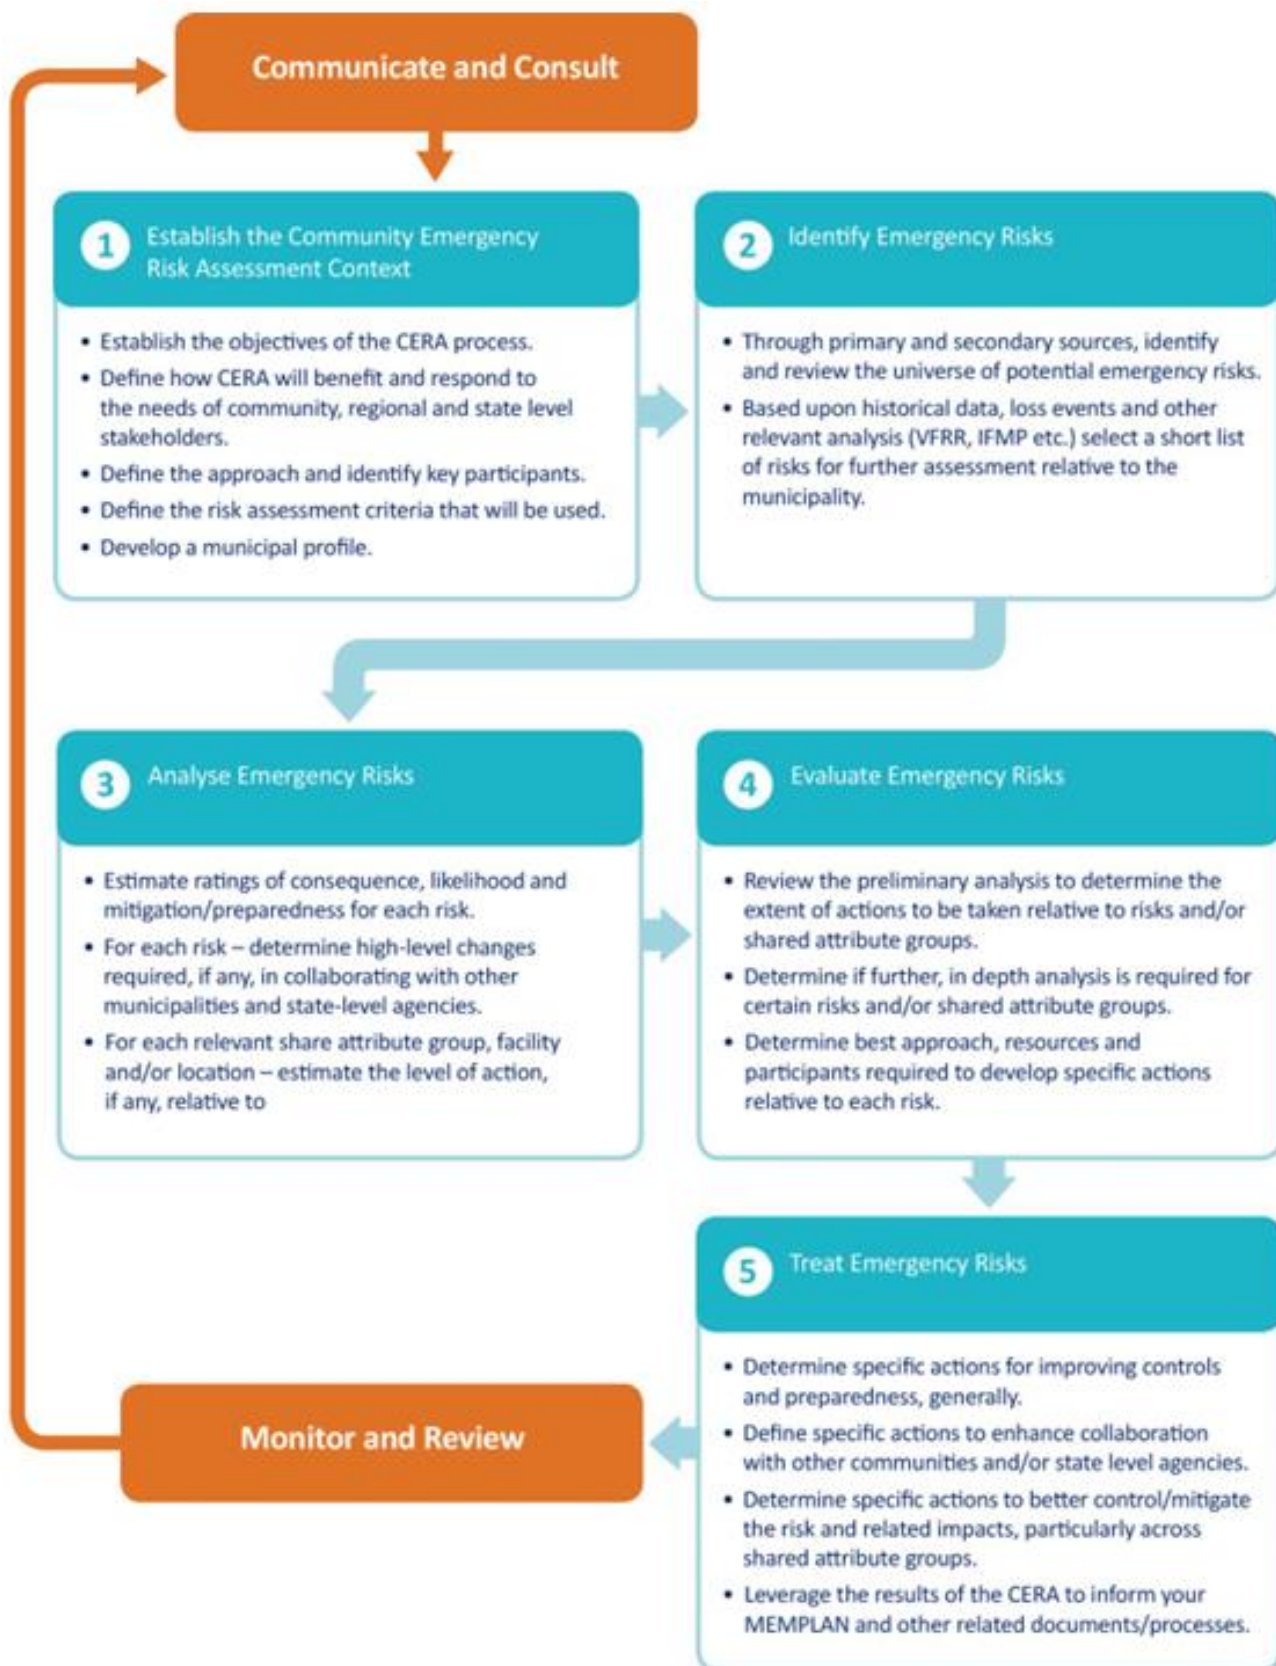 Communicate and Consult
1 Establish the Community Emergency
Risk Assessment Context
• Establish the objectives of the CERA process.
• Define how CERA will benefit and respond to
the needs of community, regional and state level
stakeholders.
• Define the approach and identify key participants.
• Define the risk assessment criteria that will be used.
• Develop a municipal profile.
2 Identify Emergency Risks
• Through primary and secondary sources, identify
and review the universe of potential emergency risks.
• Based upon historical data, loss events and other
relevant analysis (VFRR, IFMP etc.) select a short list
of risks for further assessment relative to the
municipality.
3 Analyse Emergency Risks
• Estimate ratings of consequence, likelihood and
mitigation/preparedness for each risk.
• For each risk – determine high-level changes
required, if any, in collaborating with other
municipalities and state-level agencies.
• For each relevant share attribute group, facility
and/or location – estimate the level of action,
if any, relative to
4 Evaluate Emergency Risks
• Review the preliminary analysis to determine the
extent of actions to be taken relative to risks and/or
shared attribute groups.
• Determine if further, in depth analysis is required for
certain risks and/or shared attribute groups.
• Determine best approach, resources and
participants required to develop specific actions
relative to each risk.
5 Treat Emergency Risks
• Determine specific actions for improving controls
and preparedness, generally.
• Define specific actions to enhance collaboration
with other communities and/or state level agencies.
• Determine specific actions to better control/mitigate
the risk and related impacts, particularly across
shared attribute groups.
• Leverage the results of the CERA to inform your
MEMPLAN and other related documents/processes.
Monitor and Review